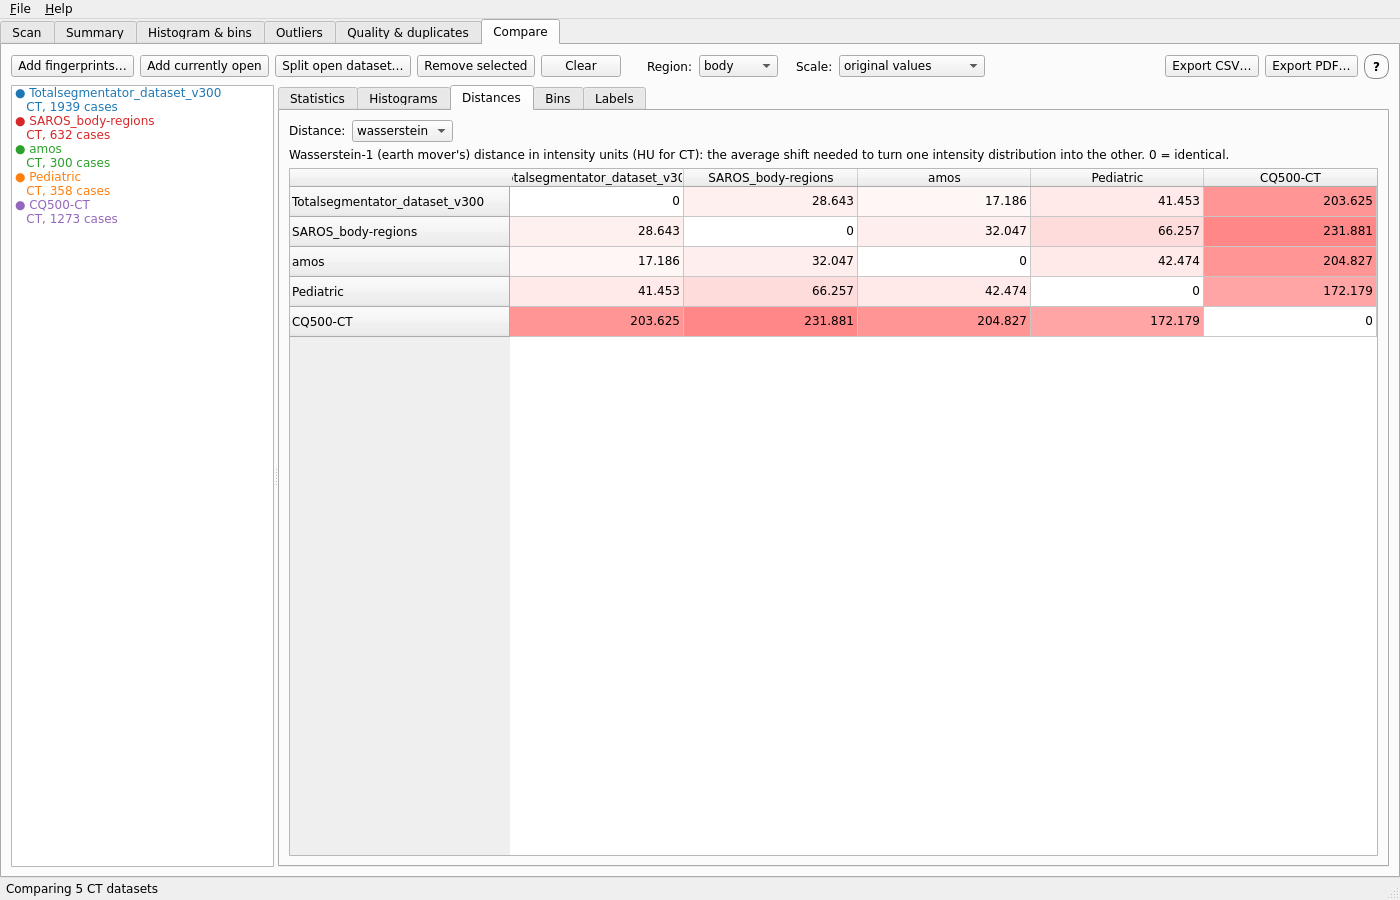 File Help
Scan Summary Histogram & bins Outliers Quality & duplicates Compare
Add fingerprints... Add currently open Split open dataset... Remove selected Clear Region: body Scale: original values Export CSV... Export PDF... ?
Totalsegmentator_dataset_v300
CT, 1939 cases
SAROS_body-regions
CT, 632 cases
amos
CT, 300 cases
Pediatric
CT, 358 cases
CQ500-CT
CT, 1273 cases
Statistics Histograms Distances Bins Labels
Distance: wasserstein
Wasserstein-1 (earth mover's) distance in intensity units (HU for CT): the average shift needed to turn one intensity distribution into the other. 0 = identical.
talsegmentator_dataset_v30 SAROS_body-regions amos Pediatric CQ500-CT
Totalsegmentator_dataset_v300 0 28.643 17.186 41.453 203.625
SAROS_body-regions 28.643 0 32.047 66.257 231.881
amos 17.186 32.047 0 42.474 204.827
Pediatric 41.453 66.257 42.474 0 172.179
CQ500-CT 203.625 231.881 204.827 172.179 0
Comparing 5 CT datasets